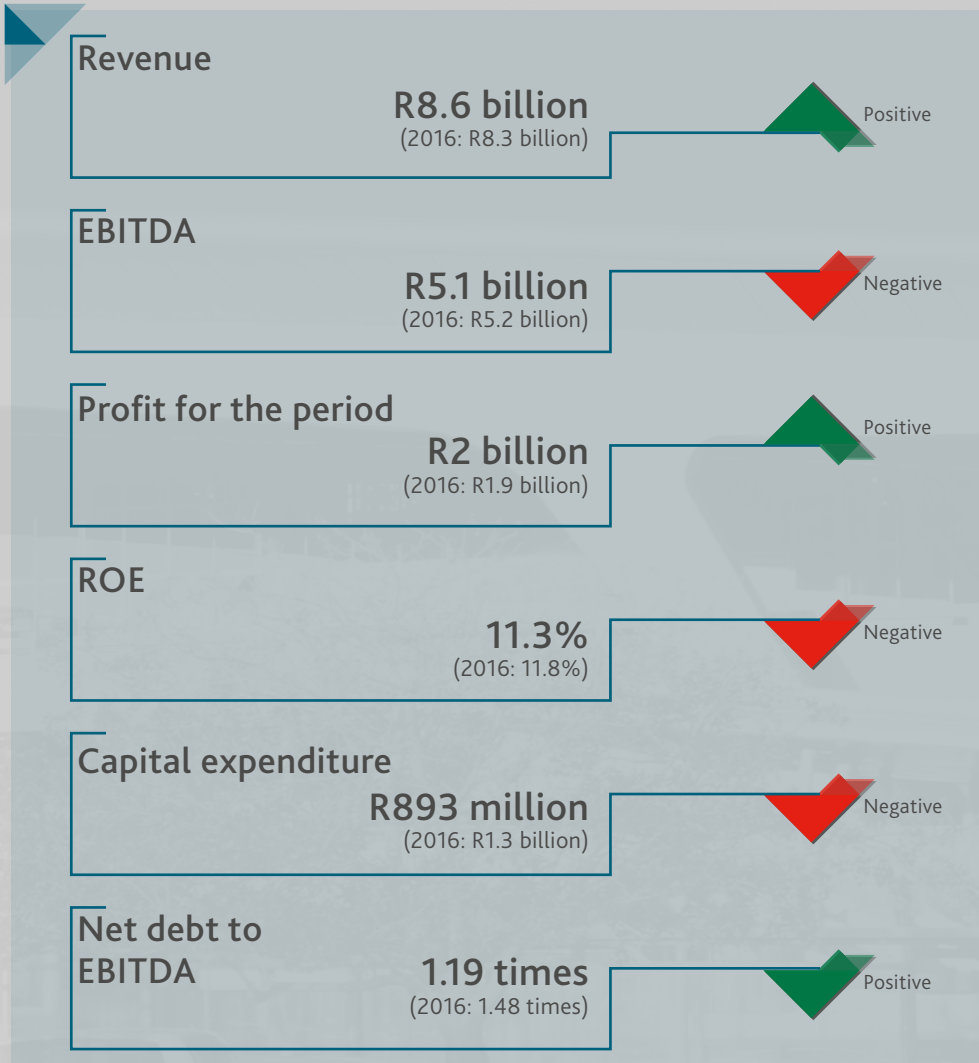 Revenue
R8.6 billion
(2016: R8.3 billion)
Positive
EBITDA
R5.1 billion
(2016: R5.2 billion)
Negative
Profit for the period
R2 billion
(2016: R1.9 billion)
Positive
ROE
11.3%
(2016: 11.8%)
Negative
Capital expenditure
R893 million
(2016: R1.3 billion)
Negative
Net debt to
EBITDA
1.19 times
(2016: 1.48 times)
Positive